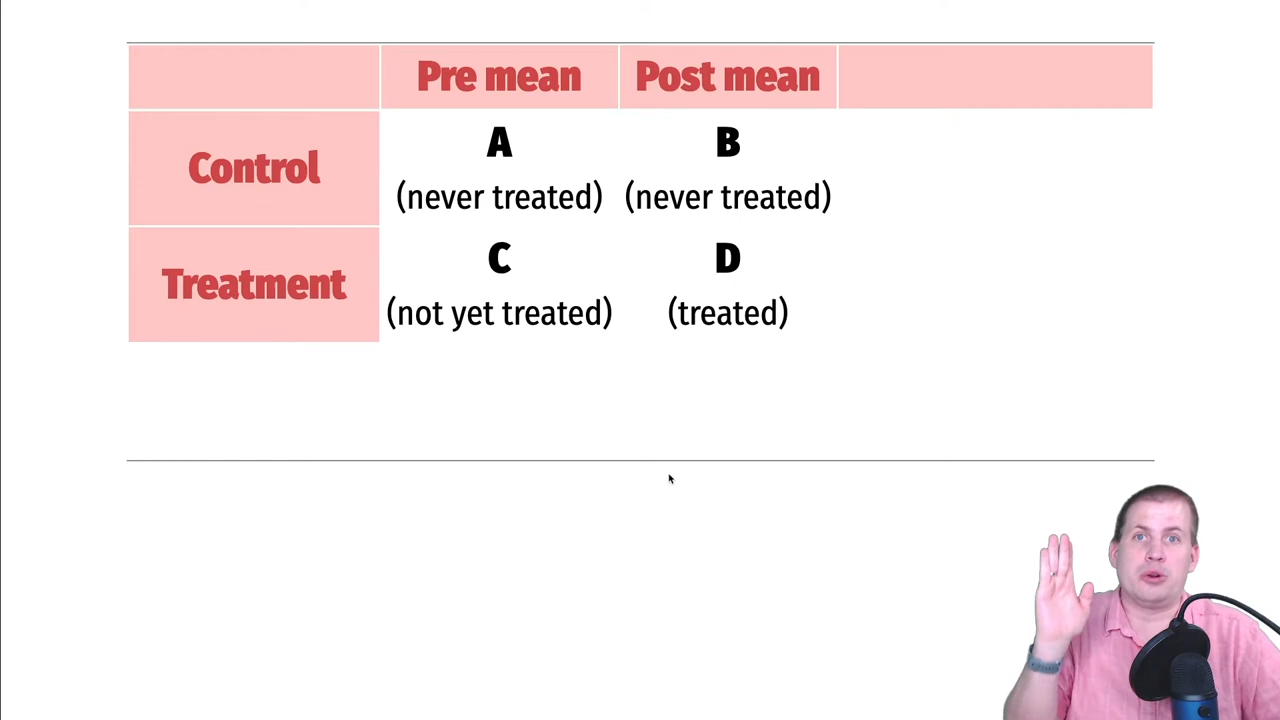 Pre mean Post mean
Control
A B
(never treated) (never treated)
Treatment
C D
(not yet treated) (treated)